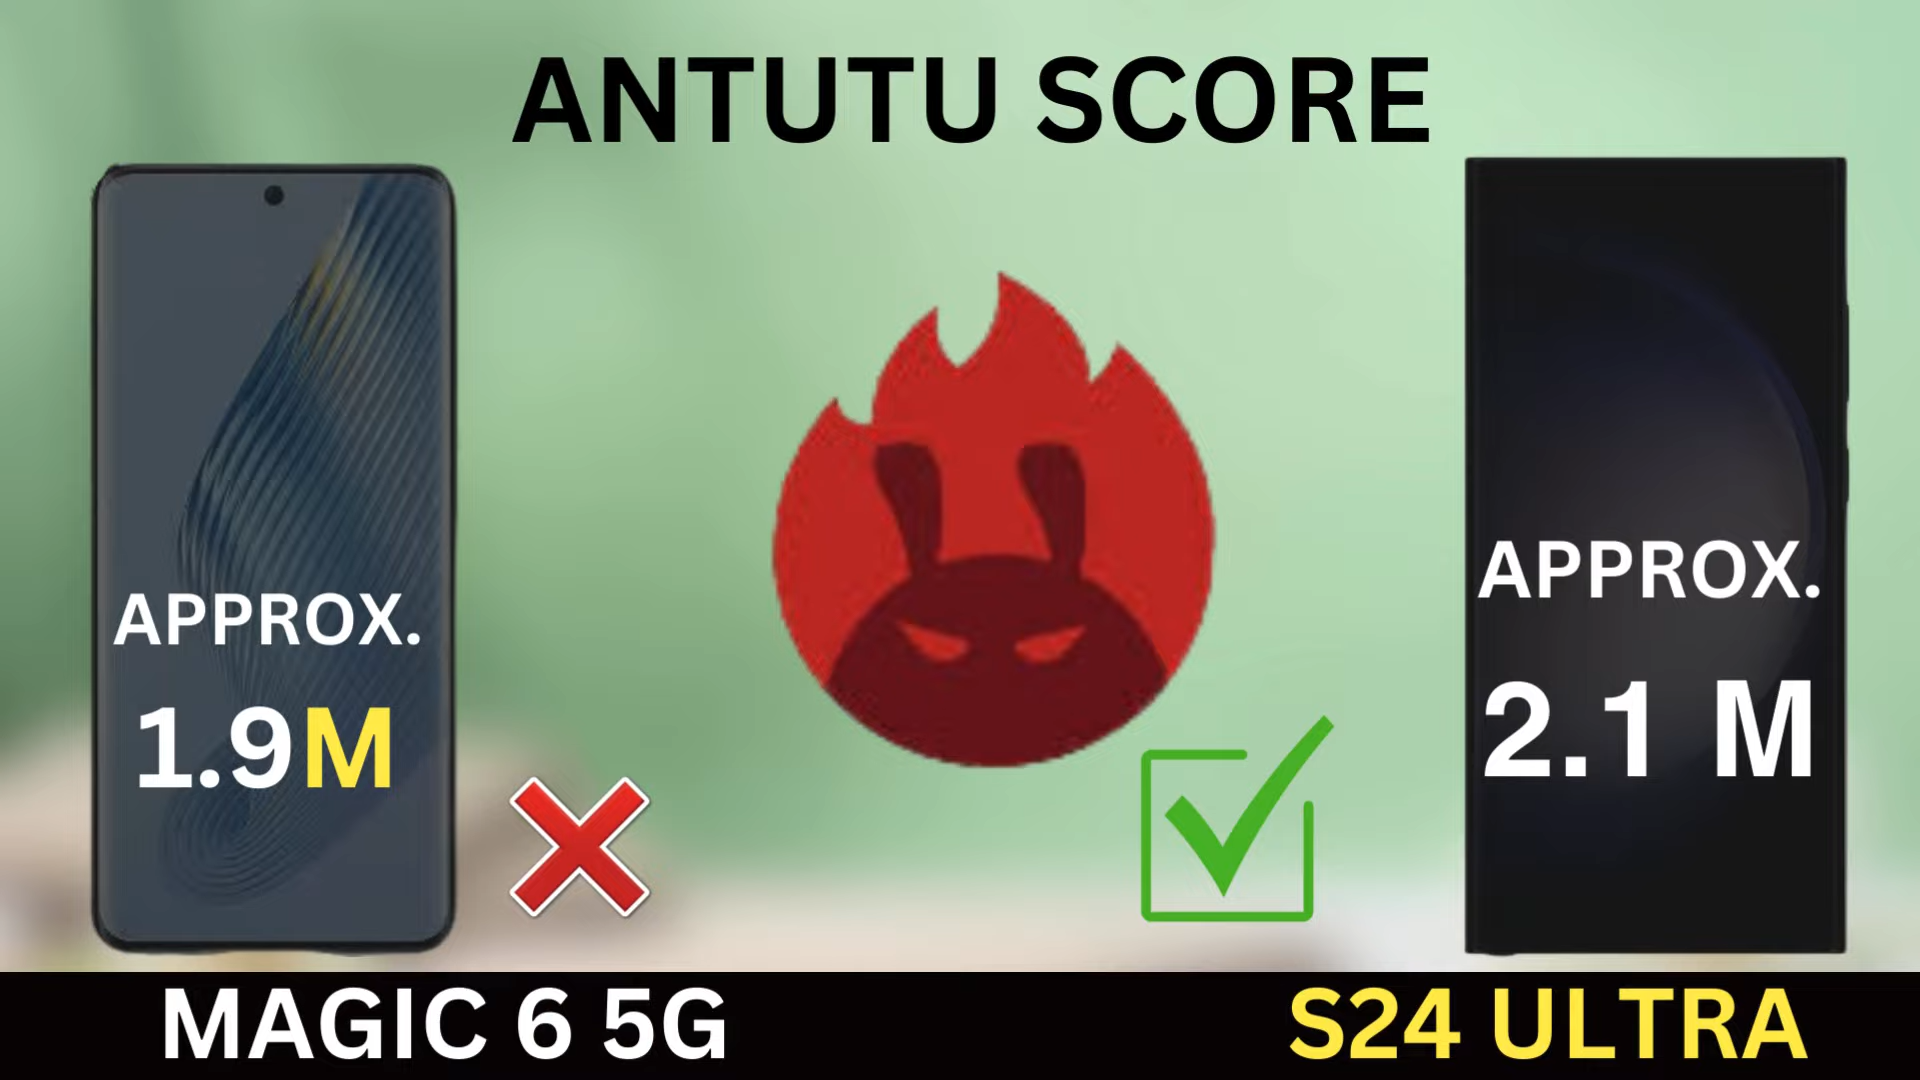 ANTUTU SCORE
APPROX.
1.9M
APPROX.
2.1 M
MAGIC 6 5G
S24 ULTRA